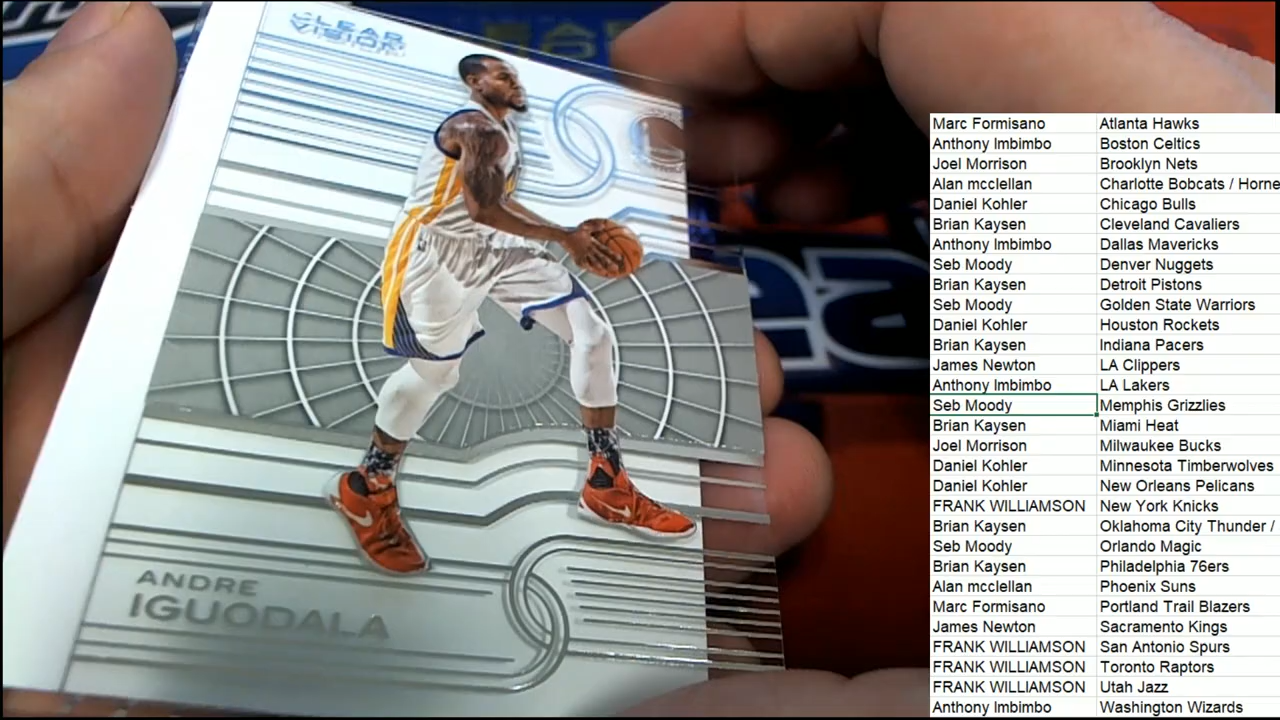 CLEAR
VISION
ANDRE
IGUODALA
Marc Formisano Atlanta Hawks
Anthony Imbimbo Boston Celtics
Joel Morrison Brooklyn Nets
Alan mcclellan Charlotte Bobcats / Horne
Daniel Kohler Chicago Bulls
Brian Kaysen Cleveland Cavaliers
Anthony Imbimbo Dallas Mavericks
Seb Moody Denver Nuggets
Brian Kaysen Detroit Pistons
Seb Moody Golden State Warriors
Daniel Kohler Houston Rockets
Brian Kaysen Indiana Pacers
James Newton LA Clippers
Anthony Imbimbo LA Lakers
Seb Moody Memphis Grizzlies
Brian Kaysen Miami Heat
Joel Morrison Milwaukee Bucks
Daniel Kohler Minnesota Timberwolves
Daniel Kohler New Orleans Pelicans
FRANK WILLIAMSON New York Knicks
Brian Kaysen Oklahoma City Thunder /
Seb Moody Orlando Magic
Brian Kaysen Philadelphia 76ers
Alan mcclellan Phoenix Suns
Marc Formisano Portland Trail Blazers
James Newton Sacramento Kings
FRANK WILLIAMSON San Antonio Spurs
FRANK WILLIAMSON Toronto Raptors
FRANK WILLIAMSON Utah Jazz
Anthony Imbimbo Washington Wizards